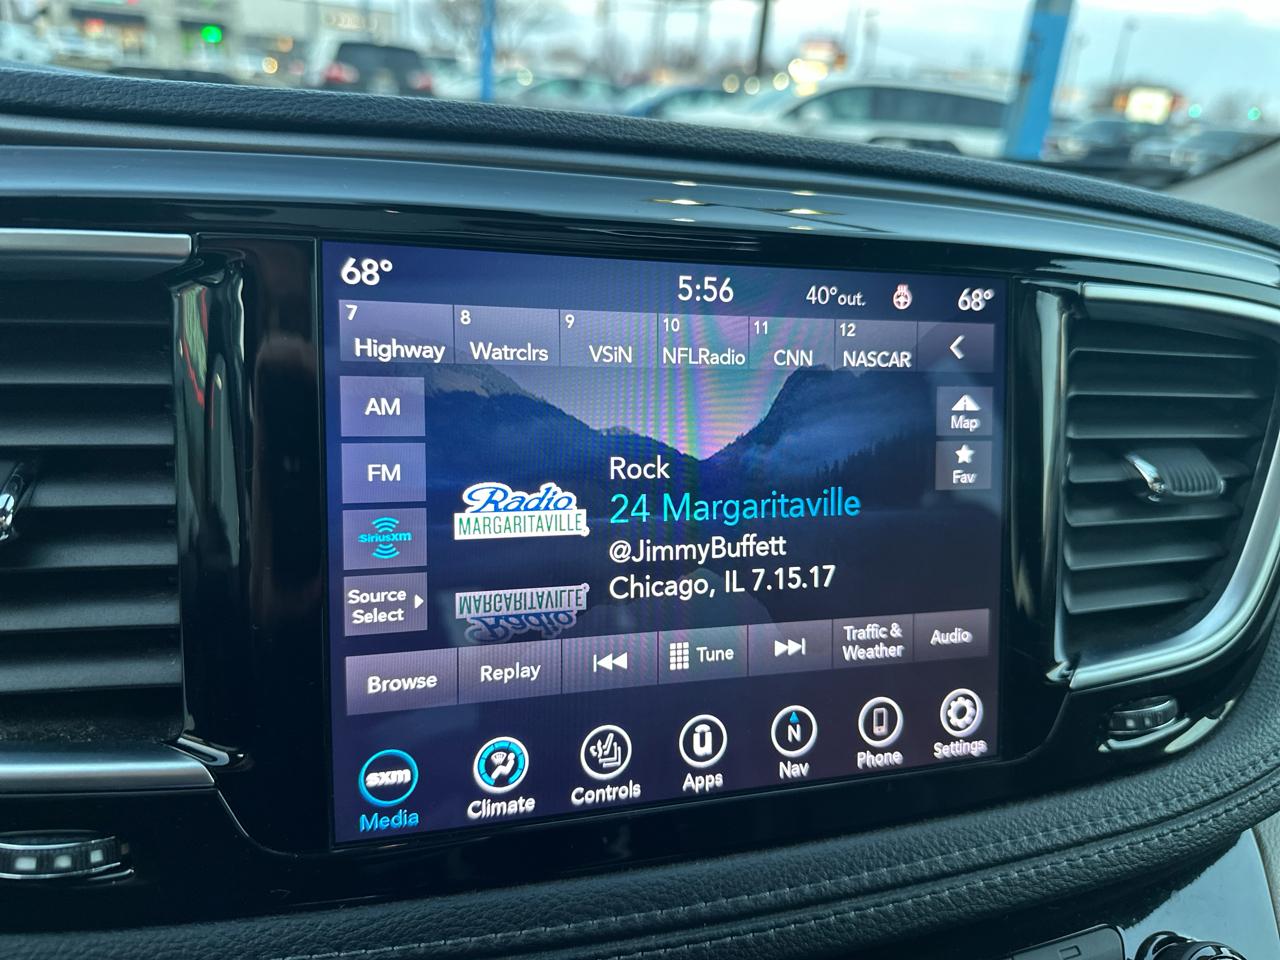 68°
5:56
40°out.
68°
7
Highway
8
Watrclrs
9
VSiN
10
NFLRadio
11
CNN
12
NASCAR
AM
FM
SiriusXM
Source
Select
Map
Fav
Radio
MARGARITAVILLE
Rock
24 Margaritaville
@JimmyBuffett
Chicago, IL 7.15.17
Browse
Replay
Tune
Traffic &
Weather
Audio
sxm
Media
Climate
Controls
Apps
N
Nav
Phone
Settings